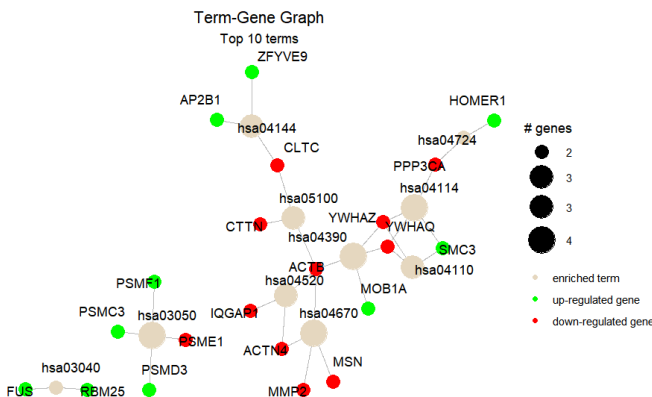 Term-Gene Graph
Top 10 terms
ZFYVE9
AP2B1
HOMER1
hsa04144
hsa04724
# genes
CLTC
2
PPP3CA
3
hsa05100
hsa04114
3
CTTN
YWHAZ
YWHAQ
hsa04390
4
SMC3
ACTB
hsa04110
enriched term
PSMF1
hsa04520
MOB1A
up-regulated gene
PSMC3
hsa03050
IQGAP1
hsa04670
down-regulated gene
PSME1
ACTN4
MSN
hsa03040
PSMD3
FUS
RBM25
MMP2